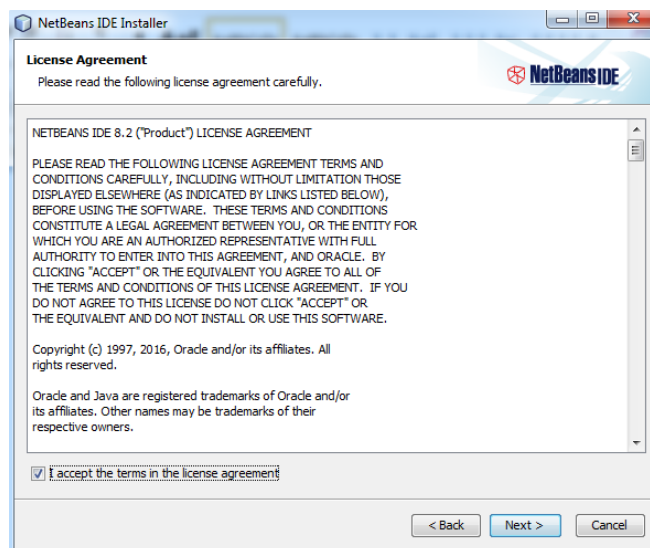 NetBeans IDE Installer
License Agreement
Please read the following license agreement carefully.
NetBeans IDE
NETBEANS IDE 8.2 ("Product") LICENSE AGREEMENT
PLEASE READ THE FOLLOWING LICENSE AGREEMENT TERMS AND
CONDITIONS CAREFULLY, INCLUDING WITHOUT LIMITATION THOSE
DISPLAYED ELSEWHERE (AS INDICATED BY LINKS LISTED BELOW),
BEFORE USING THE SOFTWARE. THESE TERMS AND CONDITIONS
CONSTITUTE A LEGAL AGREEMENT BETWEEN YOU, OR THE ENTITY FOR
WHICH YOU ARE AN AUTHORIZED REPRESENTATIVE WITH FULL
AUTHORITY TO ENTER INTO THIS AGREEMENT, AND ORACLE. BY
CLICKING "ACCEPT" OR THE EQUIVALENT YOU AGREE TO ALL OF
THE TERMS AND CONDITIONS OF THIS LICENSE AGREEMENT. IF YOU
DO NOT AGREE TO THIS LICENSE DO NOT CLICK "ACCEPT" OR
THE EQUIVALENT AND DO NOT INSTALL OR USE THIS SOFTWARE.
Copyright (c) 1997, 2016, Oracle and/or its affiliates. All
rights reserved.
Oracle and Java are registered trademarks of Oracle and/or
its affiliates. Other names may be trademarks of their
respective owners.
I accept the terms in the license agreement
< Back
Next >
Cancel